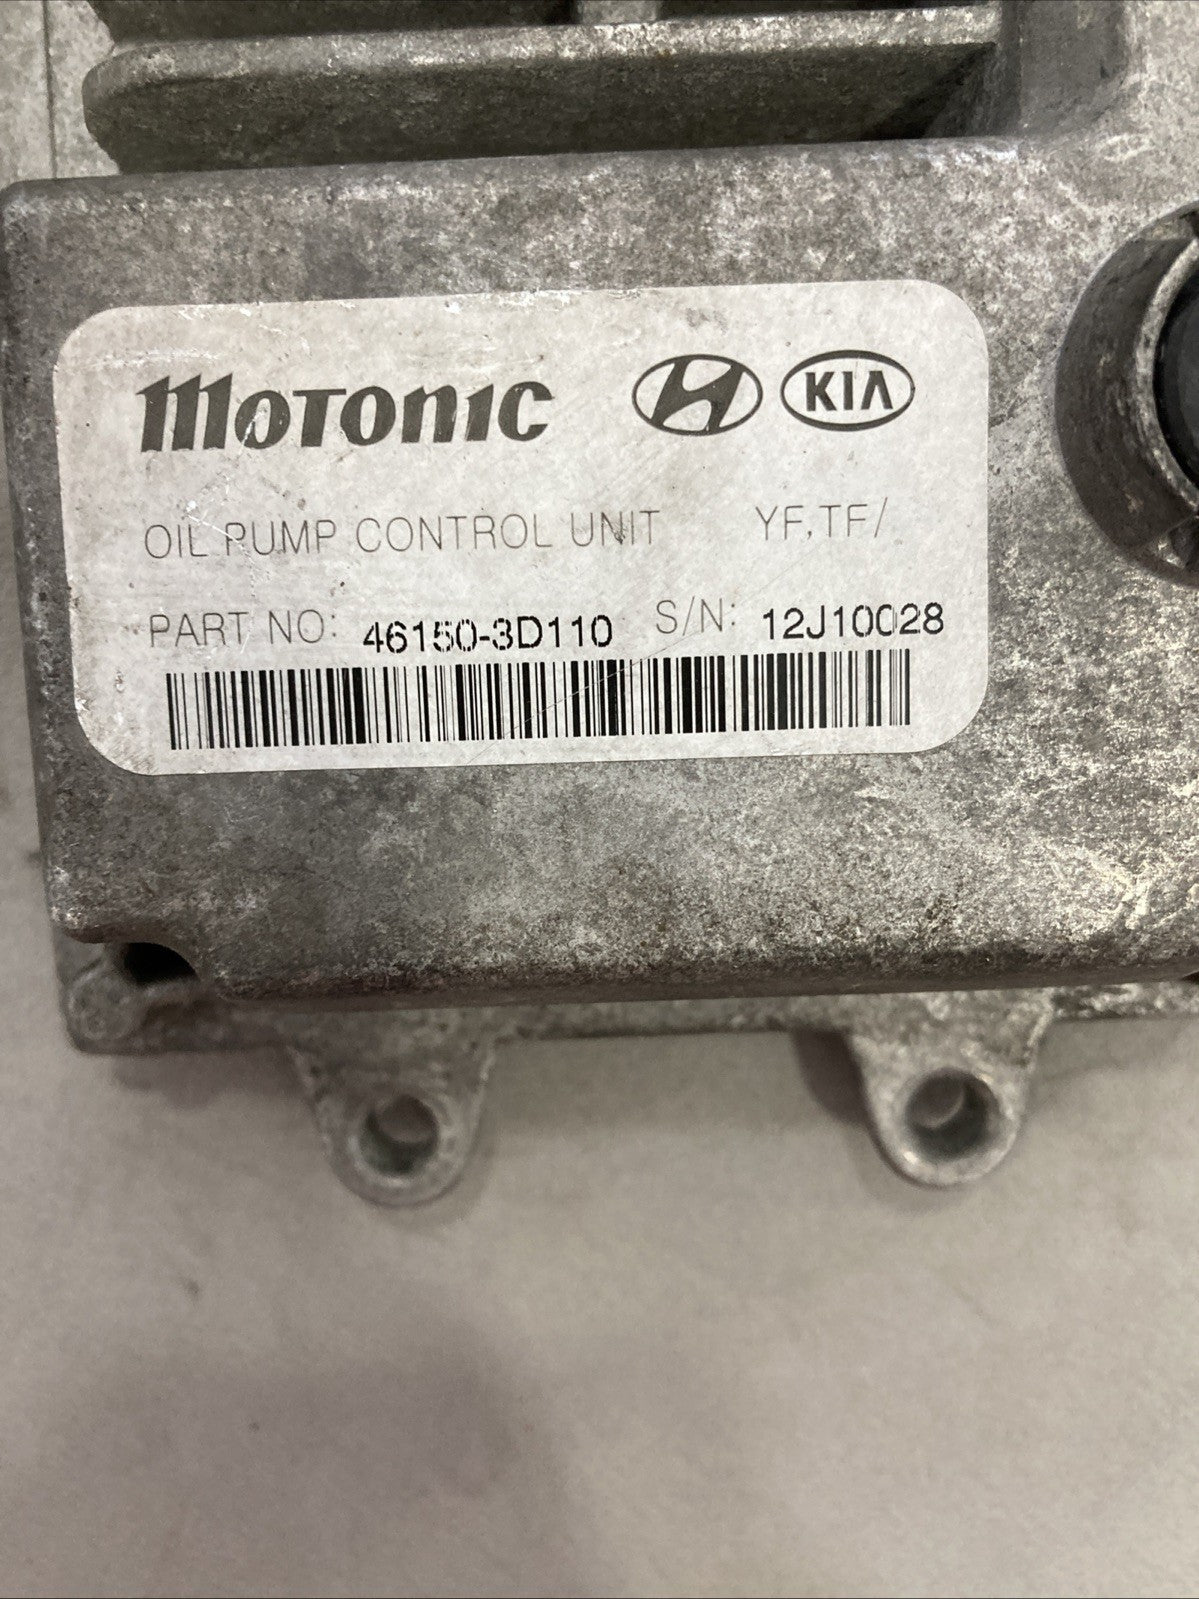 MOTONIC KIA
OIL PUMP CONTROL UNIT YF,TF/
PART NO: 46150-3D110 S/N: 12J10028